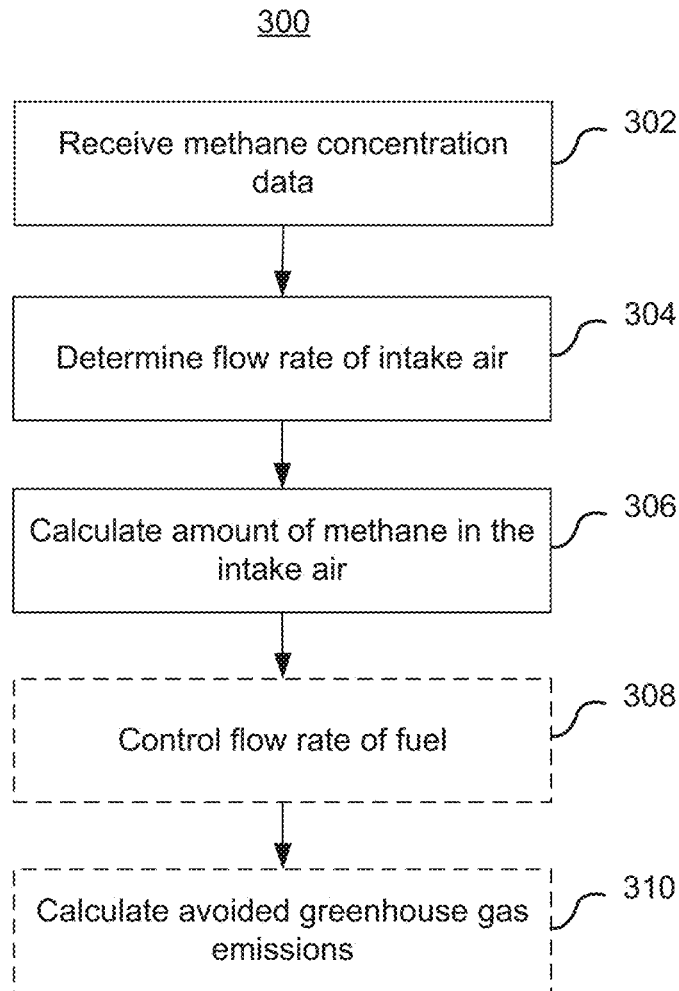 300
Receive methane concentration
data
302
Determine flow rate of intake air
304
Calculate amount of methane in the
intake air
306
Control flow rate of fuel
308
Calculate avoided greenhouse gas
emissions
310